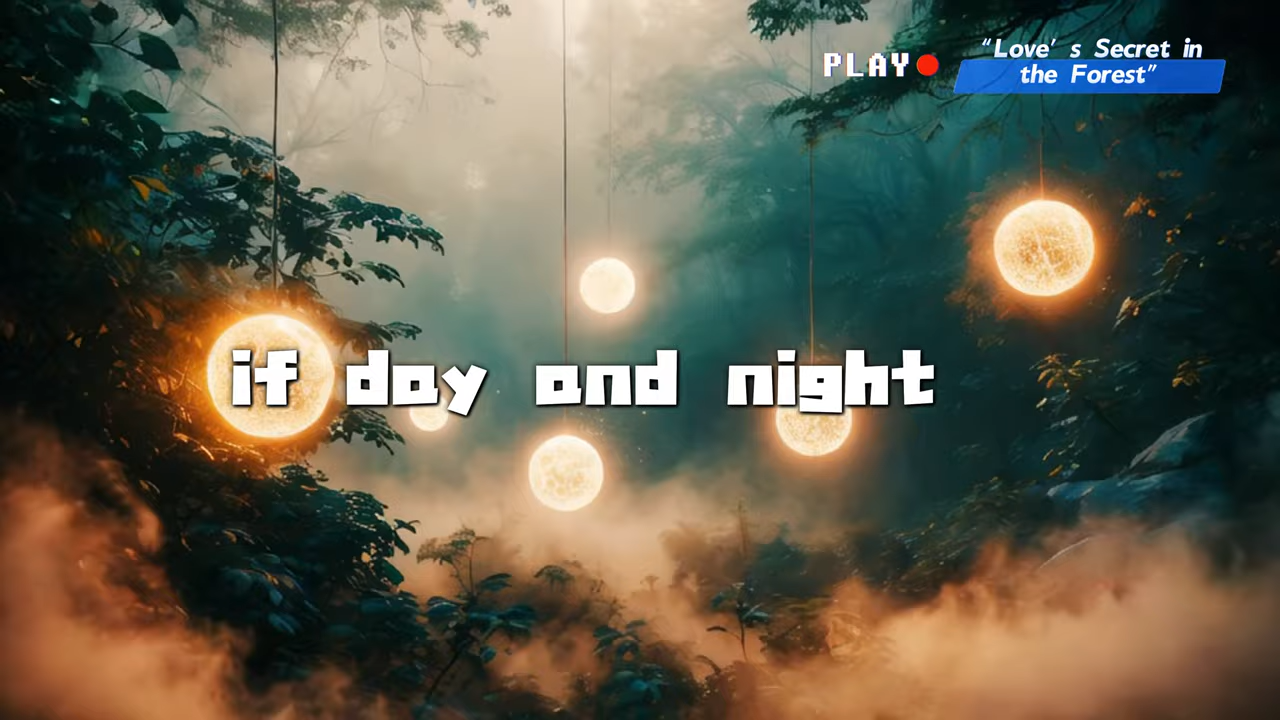 PLAY
“Love’s Secret in
the Forest”
if day and night